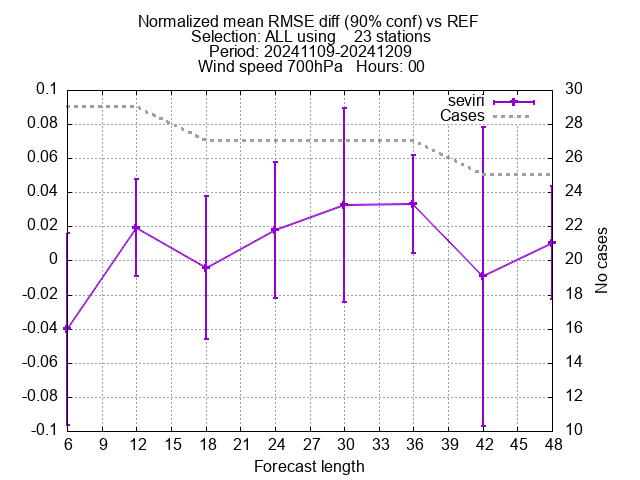 Normalized mean RMSE diff (90% conf) vs REF
Selection: ALL using    23 stations
Period: 20241109-20241209
Wind speed 700hPa   Hours: 00
seviri
Cases
0.1
0.08
0.06
0.04
0.02
0
-0.02
-0.04
-0.06
-0.08
-0.1
30
28
26
24
22
20
18
16
14
12
10
No cases
6 9 12 15 18 21 24 27 30 33 36 39 42 45 48
Forecast length